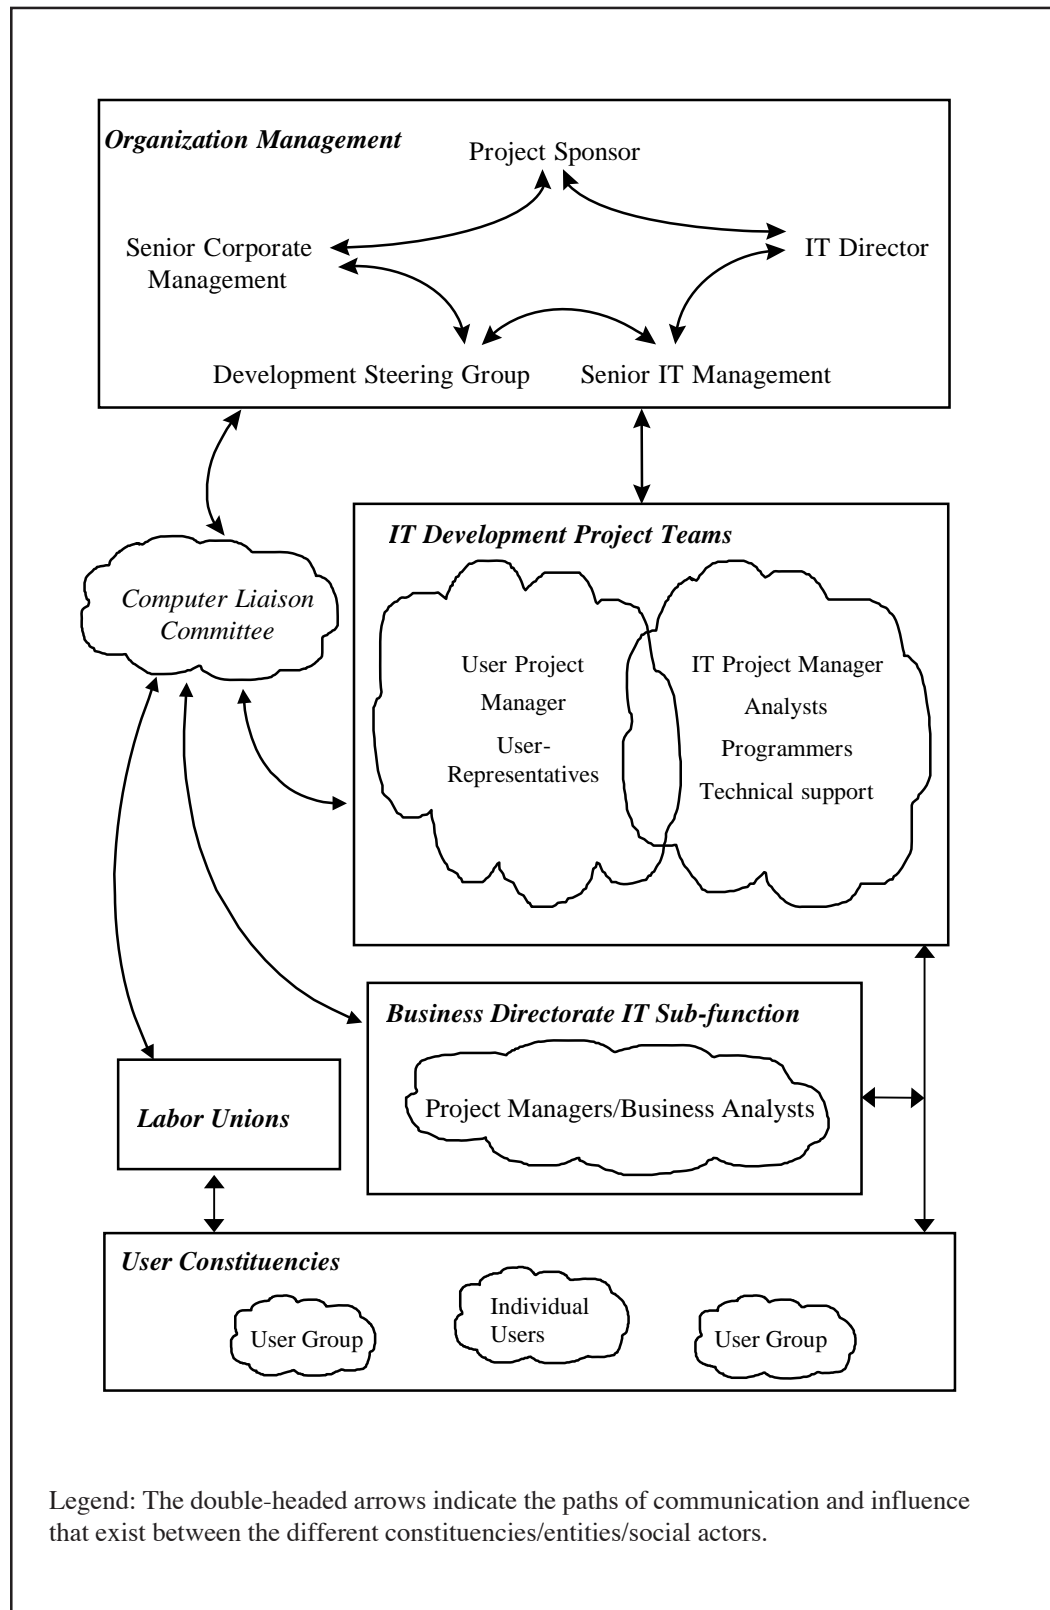 Organization Management
Project Sponsor
Senior Corporate
Management
IT Director
Development Steering Group
Senior IT Management
Computer Liaison
Committee
IT Development Project Teams
User Project
Manager
User-
Representatives
IT Project Manager
Analysts
Programmers
Technical support
Business Directorate IT Sub-function
Project Managers/Business Analysts
Labor Unions
User Constituencies
User Group
Individual
Users
User Group
Legend: The double-headed arrows indicate the paths of communication and influence
that exist between the different constituencies/entities/social actors.